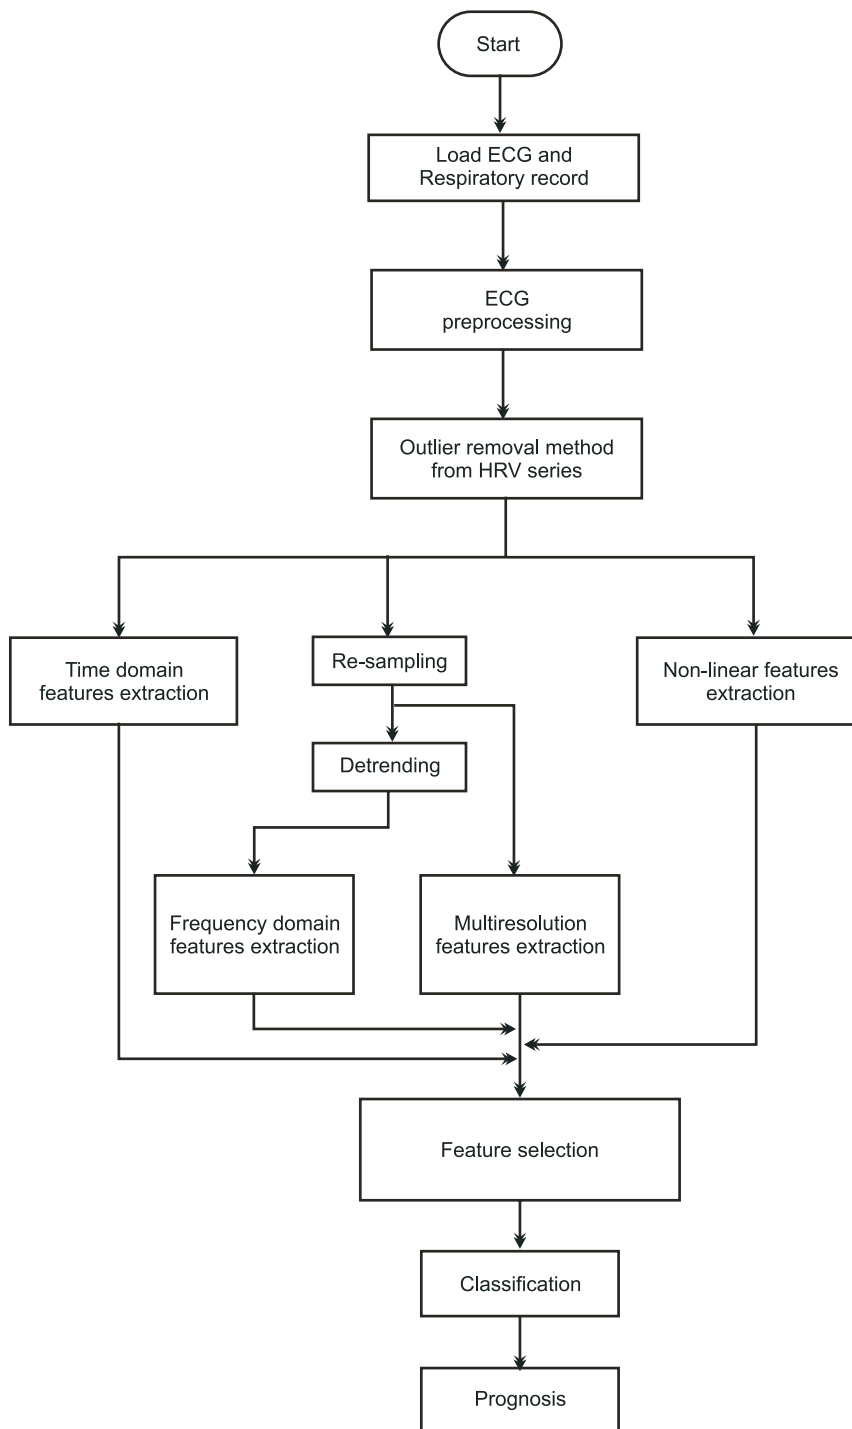 Start
Load ECG and
Respiratory record
ECG
preprocessing
Outlier removal method
from HRV series
Time domain
features extraction
Re-sampling
Non-linear features
extraction
Detrending
Frequency domain
features extraction
Multiresolution
features extraction
Feature selection
Classification
Prognosis